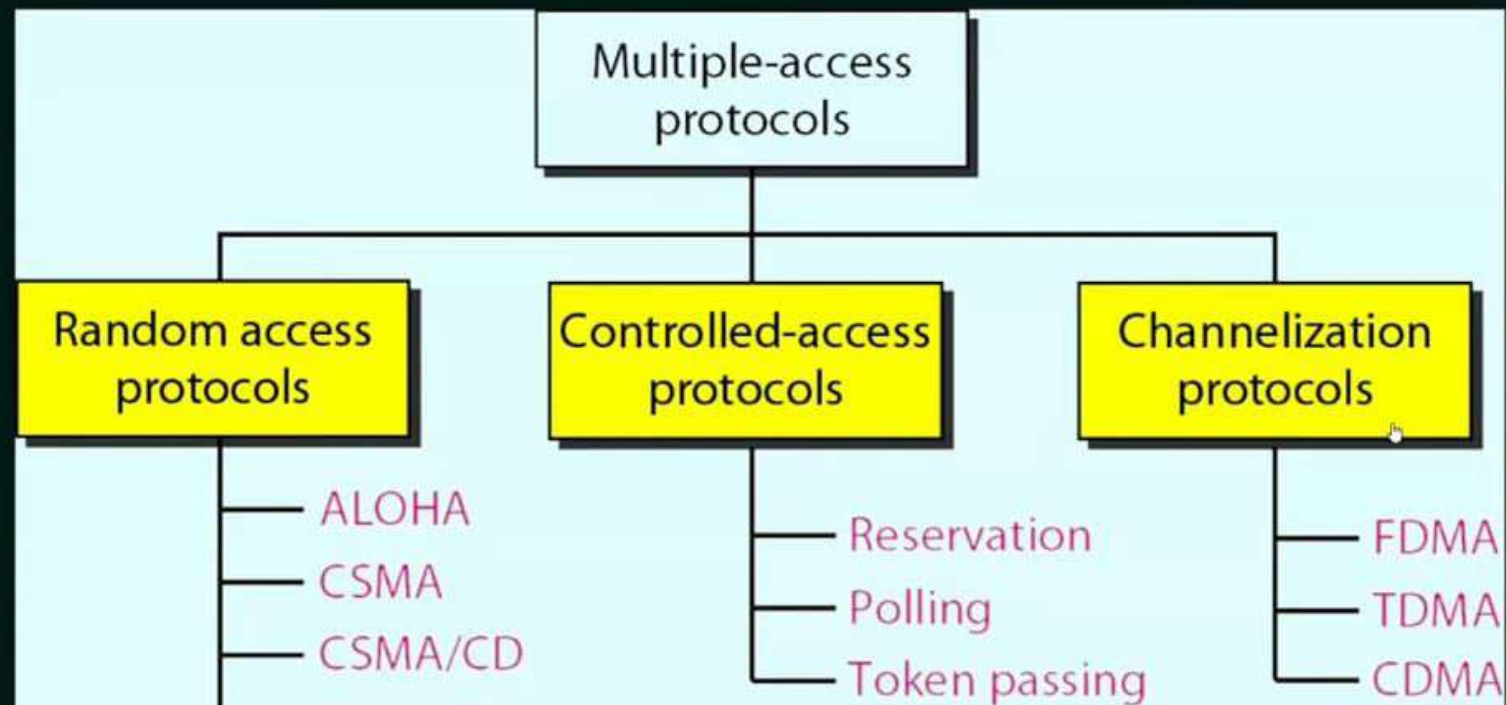 Multiple-access
protocols
Random access
protocols
ALOHA
CSMA
CSMA/CD
Controlled-access
protocols
Reservation
Polling
Token passing
Channelization
protocols
FDMA
TDMA
CDMA